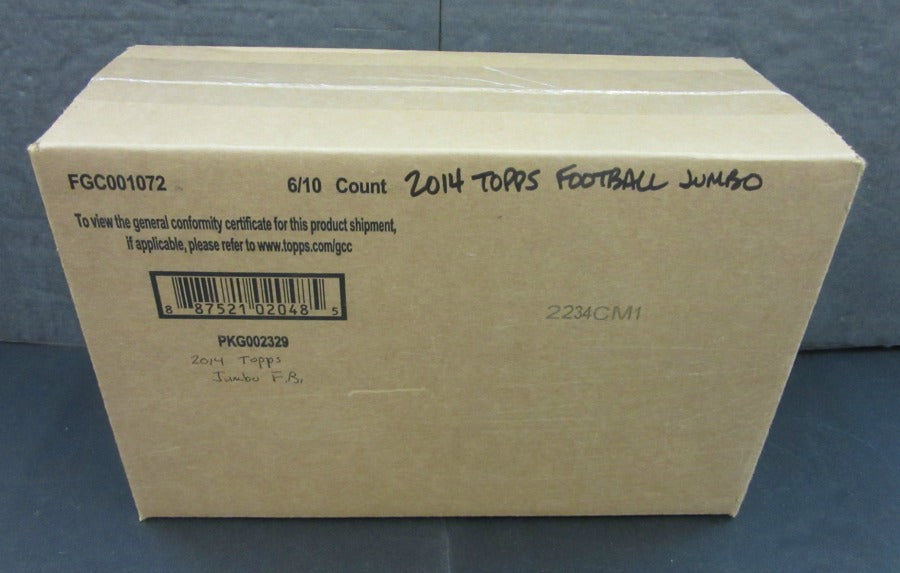 FGC001072 6/10 Count 2014 TOPPS FOOTBALL JUMBO
To view the general conformity certificate for this product shipment,
if applicable, please refer to www.topps.com/gcc
8 87521 02048 5
2234CM1
PKG002329
2014 Topps
Jumbo F.B.